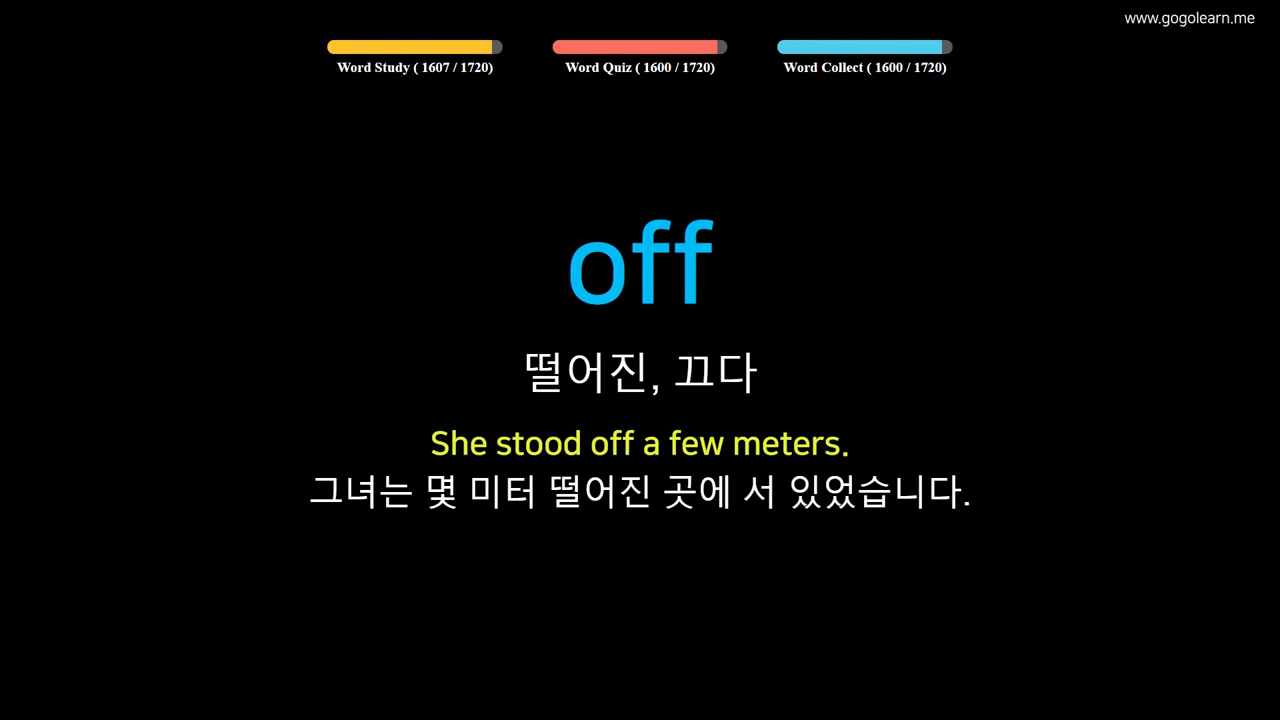 www.gogolearn.me
Word Study ( 1607 / 1720)
Word Quiz ( 1600 / 1720)
Word Collect ( 1600 / 1720)
off
떨어진, 끄다
She stood off a few meters.
그녀는 몇 미터 떨어진 곳에 서 있었습니다.